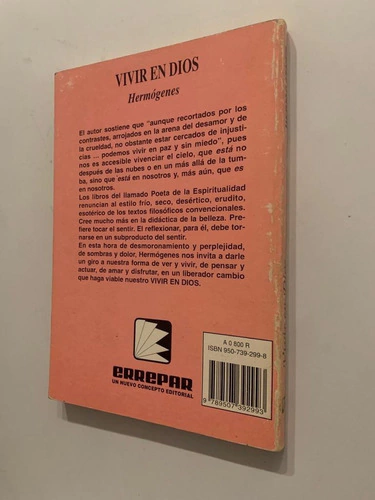 VIVIR EN DIOS
Hermógenes
El autor sostiene que "aunque recortados por los
contrastes, arrojados en la arena del desamor y de
la crueldad, no obstante estar cercados de injusti-
cias ... podemos vivir en paz y sin miedo", pues
nos es accesible vivenciar el cielo, que está no
después de las nubes o en un más allá de la tum-
ba, sino que está en nosotros y, más aún, que es
en nosotros.
Los libros del llamado Poeta de la Espiritualidad
renuncian al estilo frío, seco, desértico, erudito,
esotérico de los textos filosóficos convencionales.
Cree mucho más en la didáctica de la belleza. Pre-
fiere tocar el sentir. El reflexionar, para él, debe tor-
narse en un subproducto del sentir.
En esta hora de desmoronamiento y perplejidad,
de sombras y dolor, Hermógenes nos invita a darle
un giro a nuestra forma de ver y vivir, de pensar y
actuar, de amar y disfrutar, en un liberador cambio
que haga viable nuestro VIVIR EN DIOS.
A 0 800 R
ISBN 950-739-299-8
9 789507 392993
ERREPAR
UN NUEVO CONCEPTO EDITORIAL